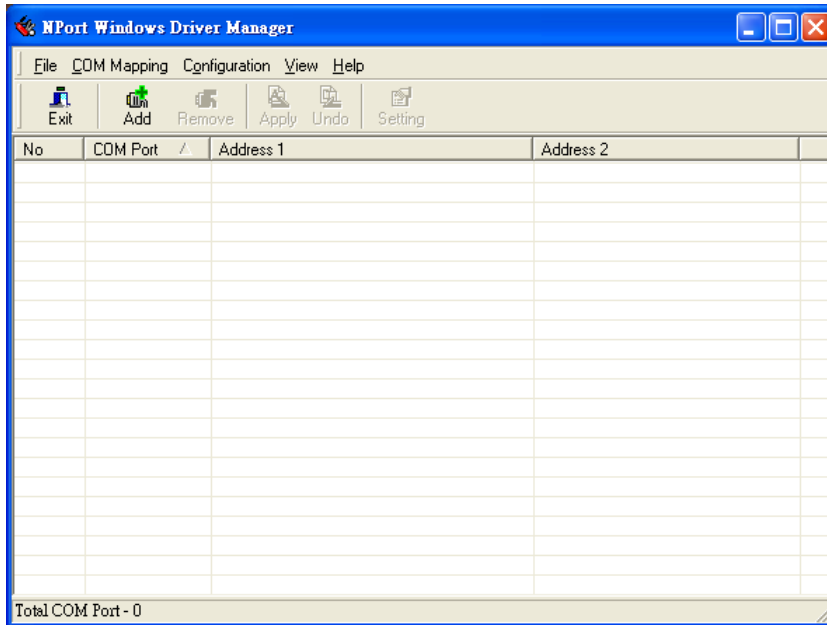 NPort Windows Driver Manager
File COM Mapping Configuration View Help
Exit Add Remove Apply Undo Setting
No COM Port Address 1 Address 2
Total COM Port - 0